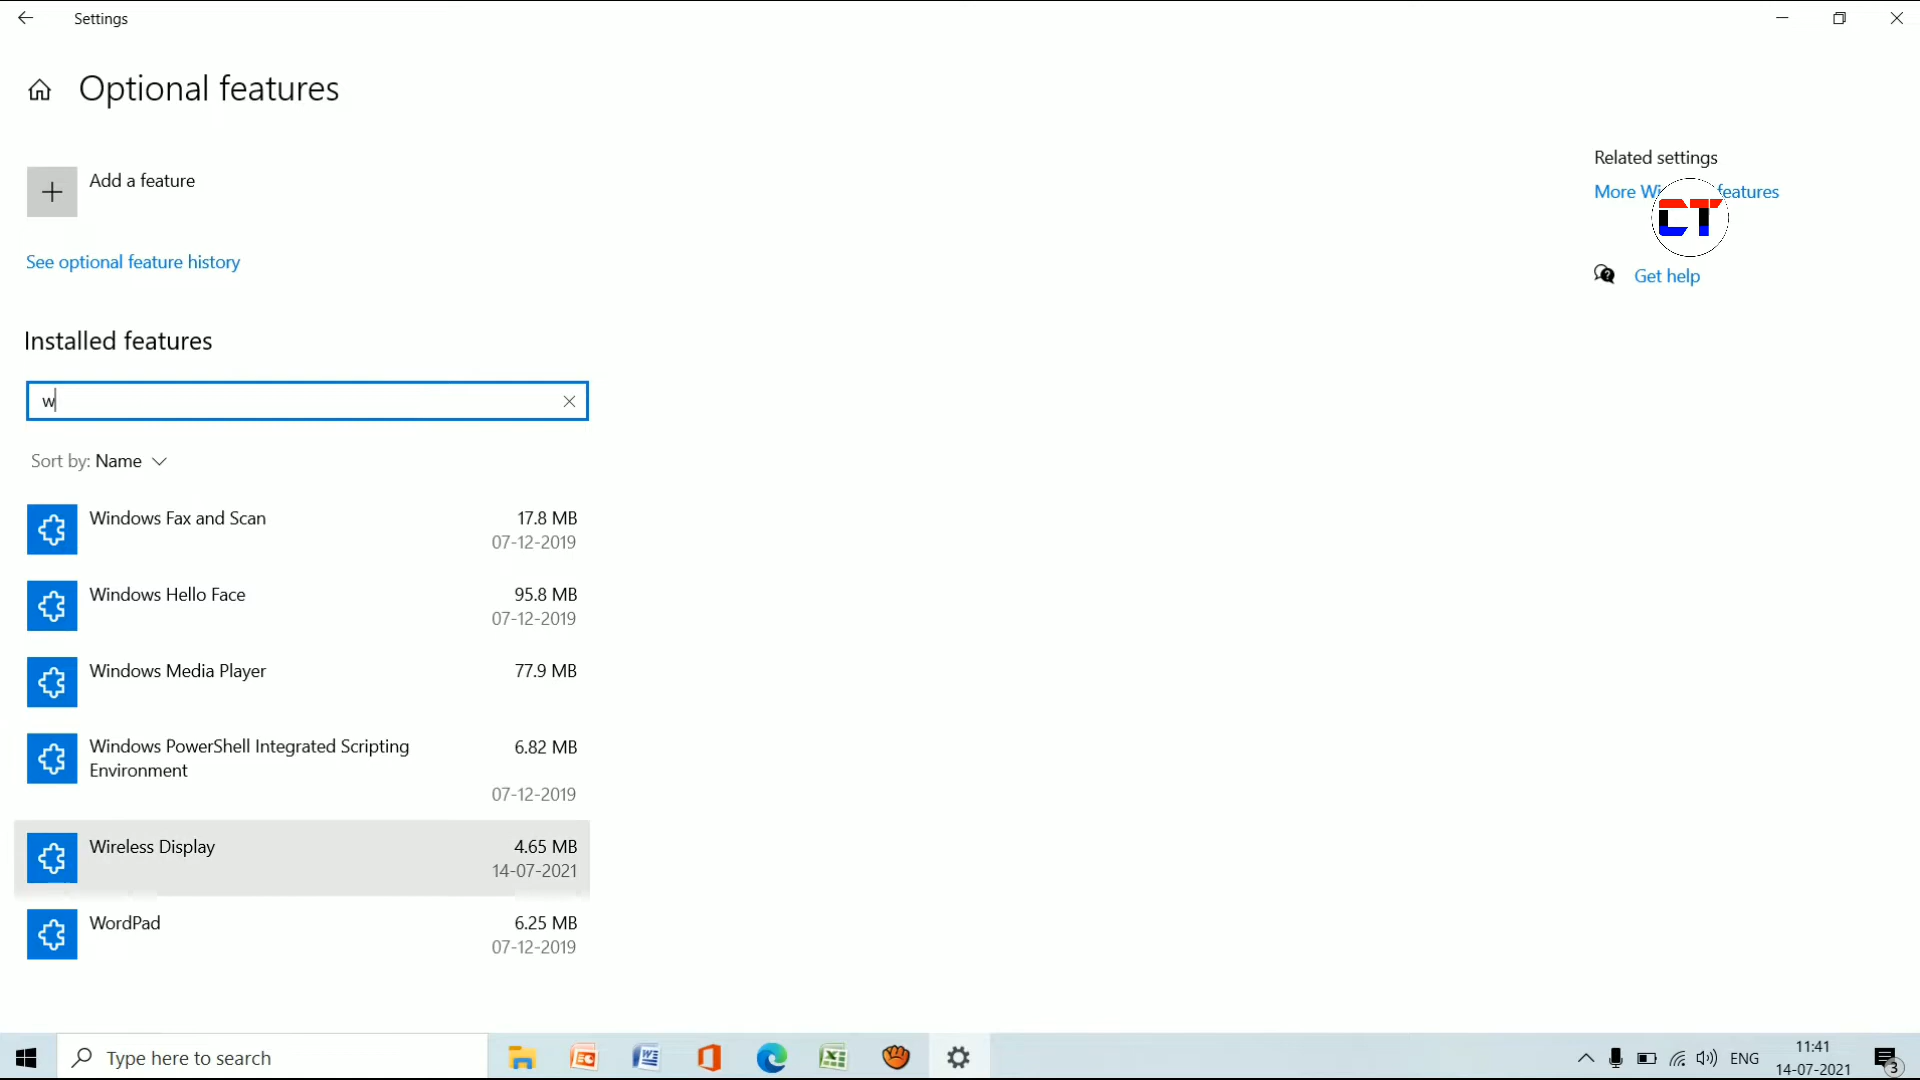 Settings
Optional features
Add a feature
See optional feature history
Installed features
w
Sort by: Name
Windows Fax and Scan
17.8 MB
07-12-2019
Windows Hello Face
95.8 MB
07-12-2019
Windows Media Player
77.9 MB
Windows PowerShell Integrated Scripting
Environment
6.82 MB
07-12-2019
Wireless Display
4.65 MB
14-07-2021
WordPad
6.25 MB
07-12-2019
Related settings
More Wi features
CT
Get help
Type here to search
ENG
11:41
14-07-2021
3